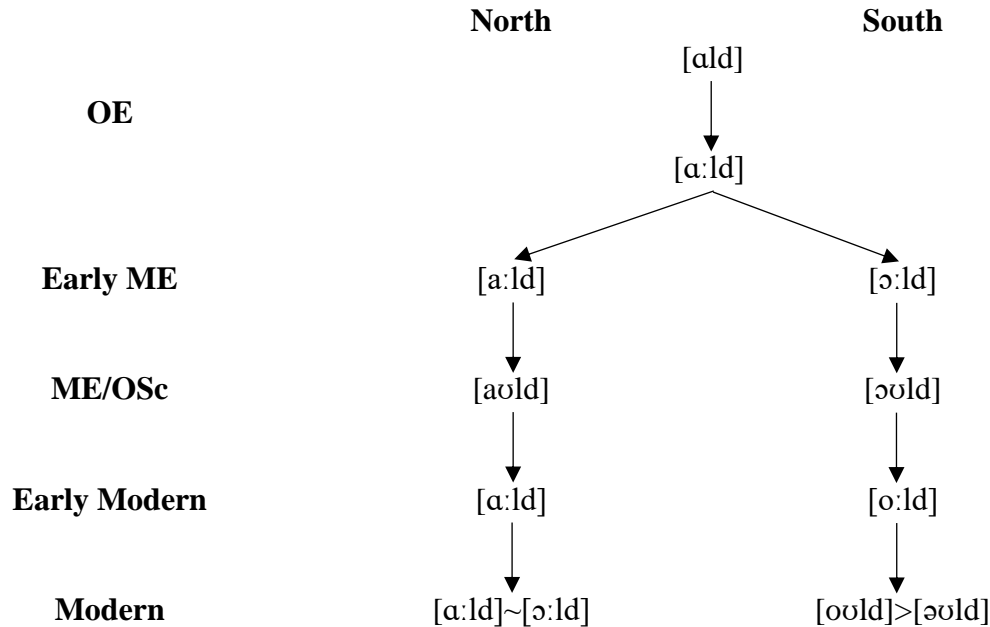 North South
[ɑld]
OE
[ɑːld]
Early ME [aːld] [ɔːld]
ME/OSc [aʊld] [ɔʊld]
Early Modern [ɑːld] [oːld]
Modern [ɑːld]~[ɔːld] [oʊld]>[əʊld]